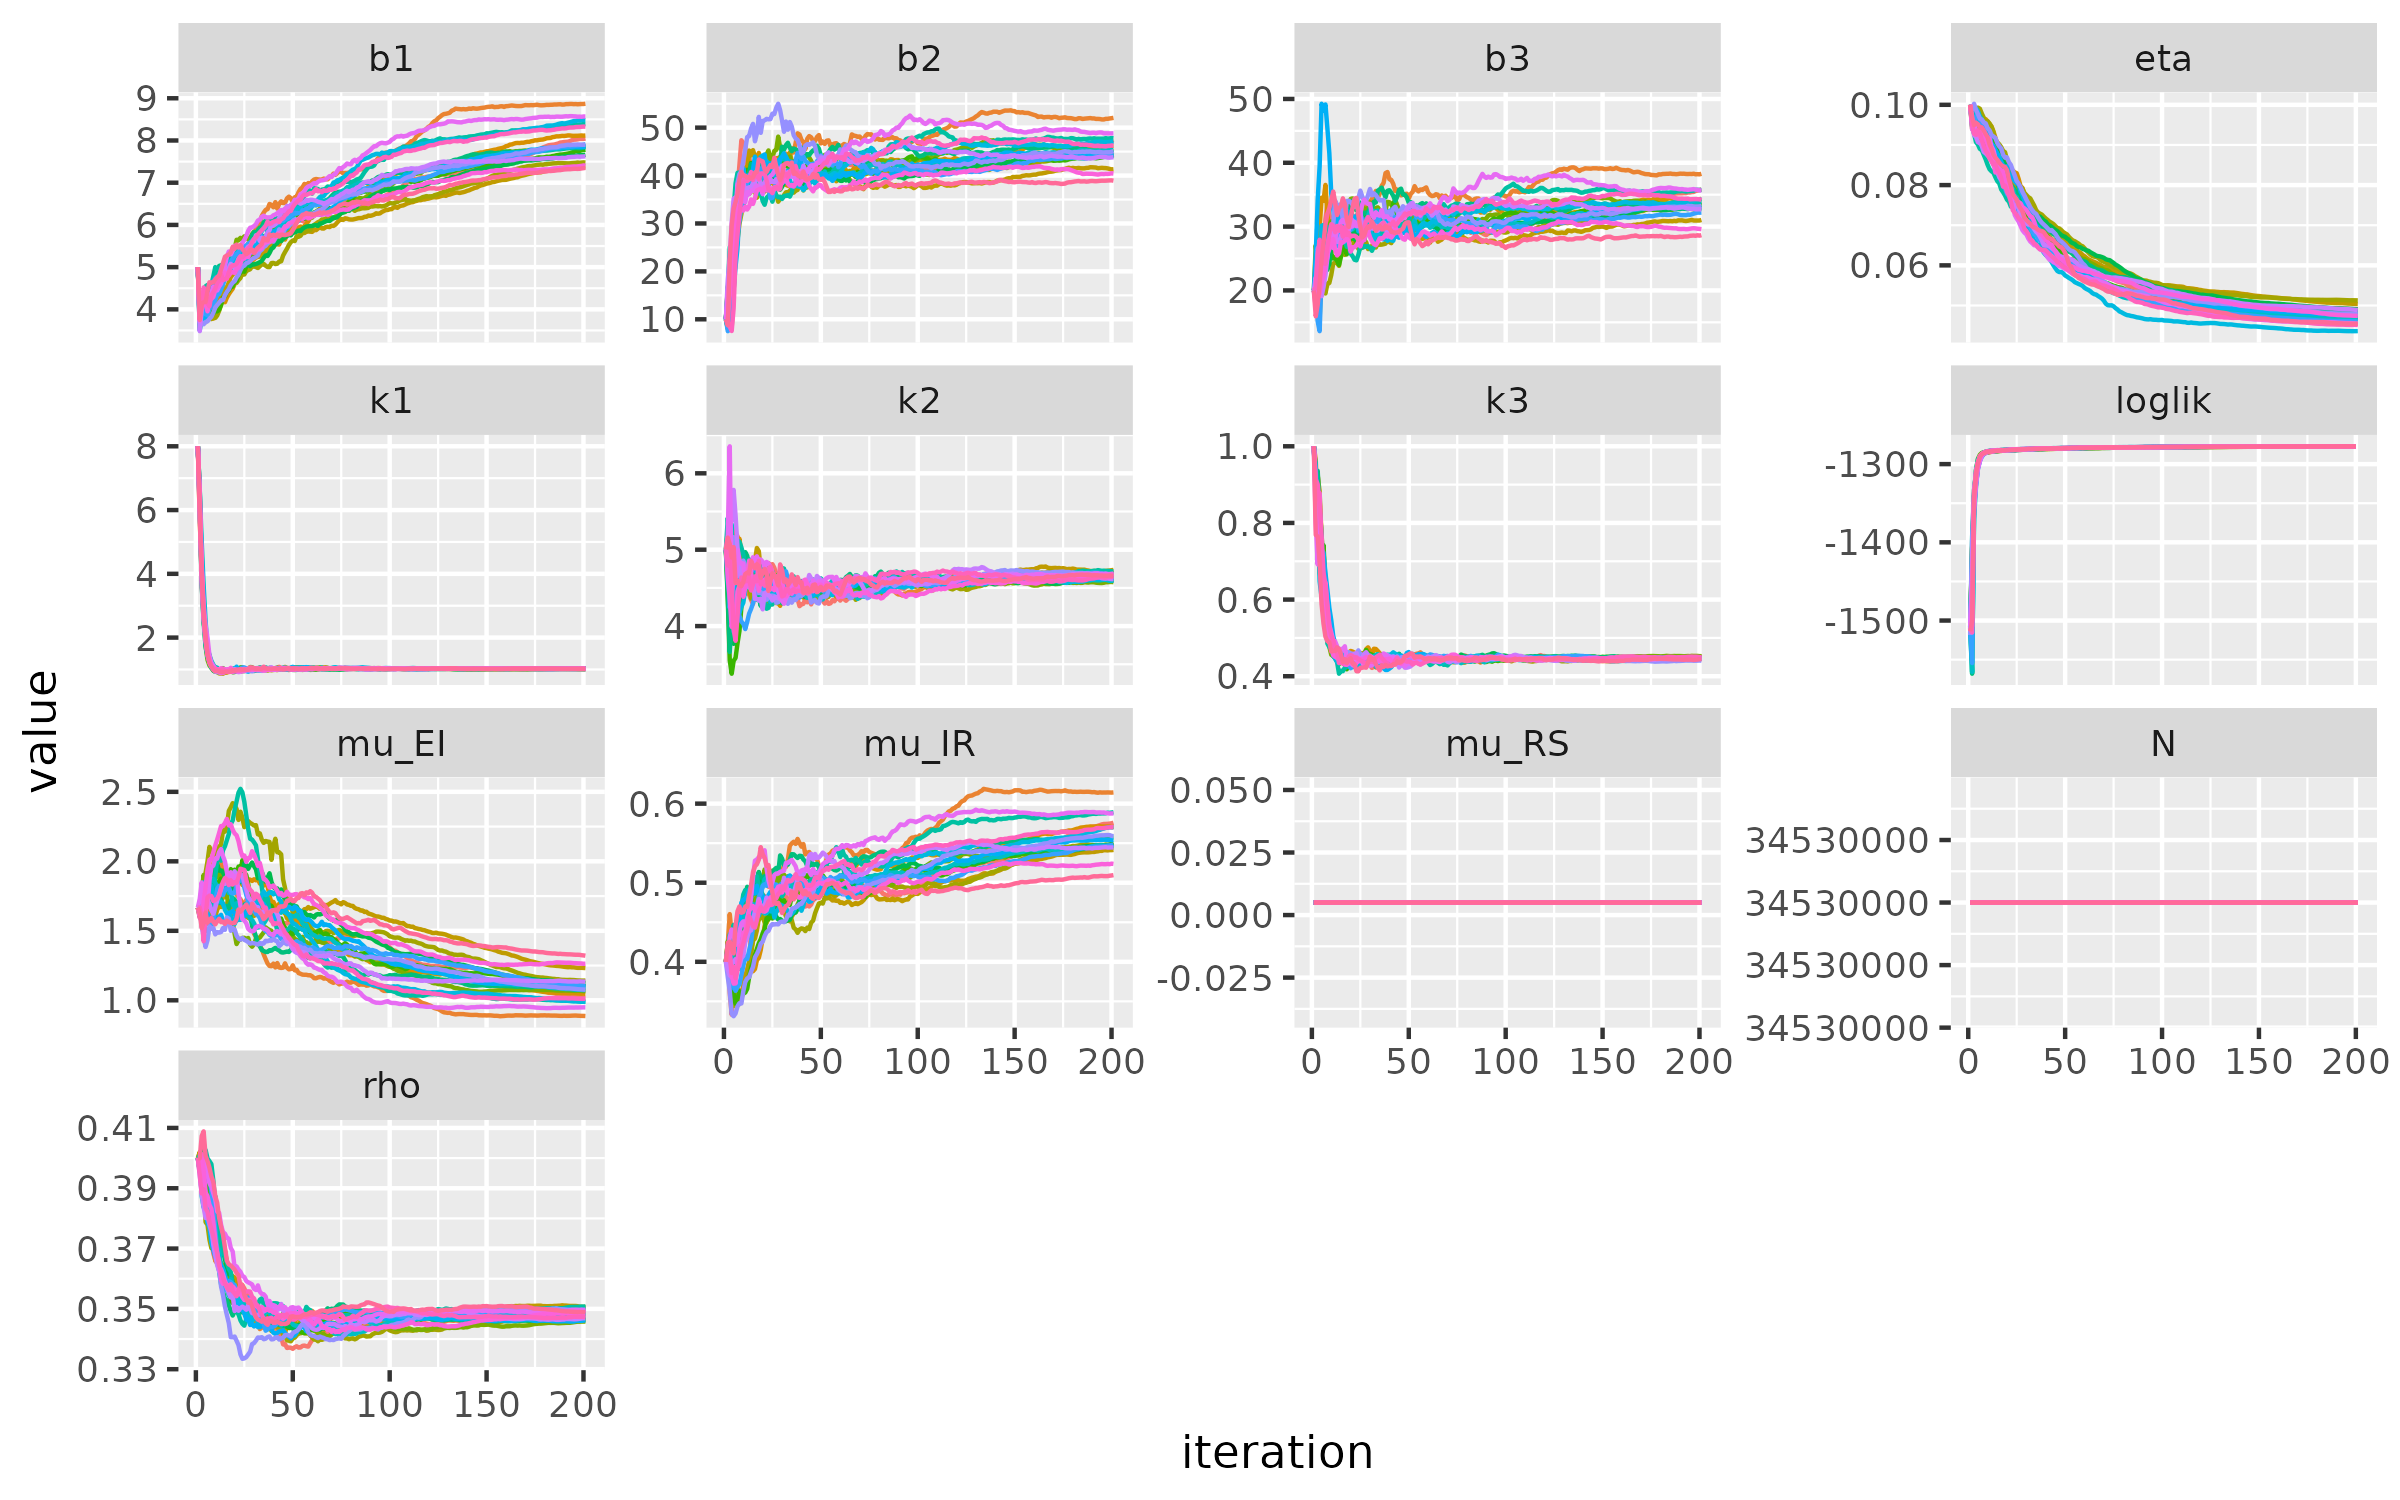 b1 b2 b3 eta
9 50 50 0.10
8 40 40 0.08
7 30 30 0.06
6 20 20
5 10
4
k1 k2 k3 loglik
8 6 1.0 -1300
6 5 0.8 -1400
4 4 0.6 -1500
2 0.4
mu_EI mu_IR mu_RS N
2.5 0.6 0.050 34530000
2.0 0.5 0.025 34530000
1.5 0.4 0.000 34530000
1.0 -0.025 34530000
0 50 100 150 200 0 50 100 150 200 0 50 100 150 200
rho
0.41
0.39
0.37
0.35
0.33
0 50 100 150 200
value
iteration